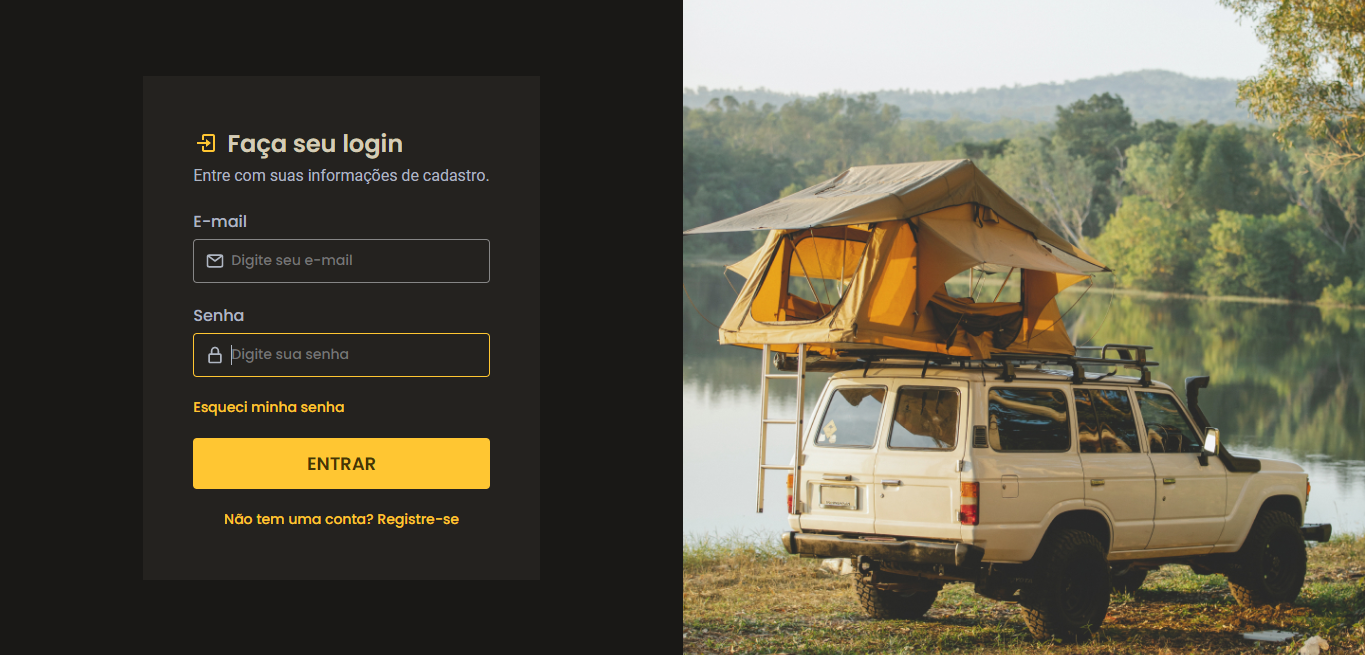 Faça seu login
Entre com suas informações de cadastro.
E-mail
Digite seu e-mail
Senha
Digite sua senha
Esqueci minha senha
ENTRAR
Não tem uma conta? Registre-se